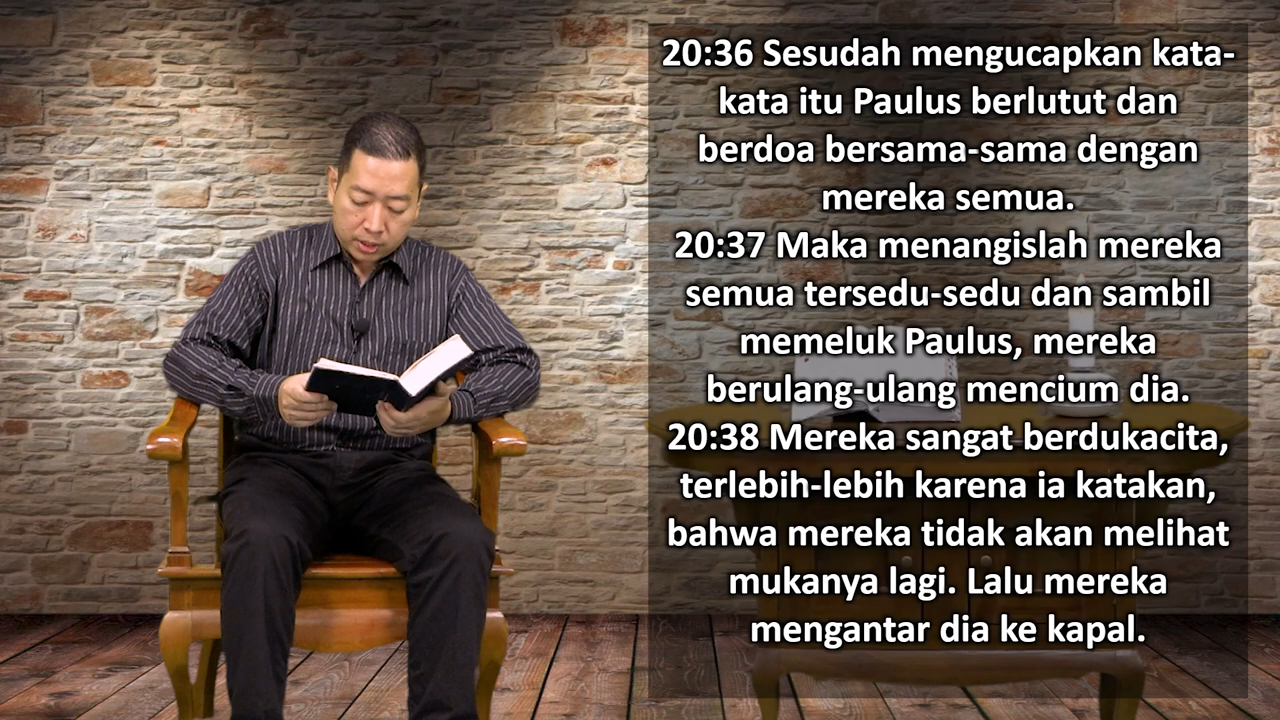 20:36 Sesudah mengucapkan kata-
kata itu Paulus berlutut dan
berdoa bersama-sama dengan
mereka semua.
20:37 Maka menangislah mereka
semua tersedu-sedu dan sambil
memeluk Paulus, mereka
berulang-ulang mencium dia.
20:38 Mereka sangat berdukacita,
terlebih-lebih karena ia katakan,
bahwa mereka tidak akan melihat
mukanya lagi. Lalu mereka
mengantar dia ke kapal.